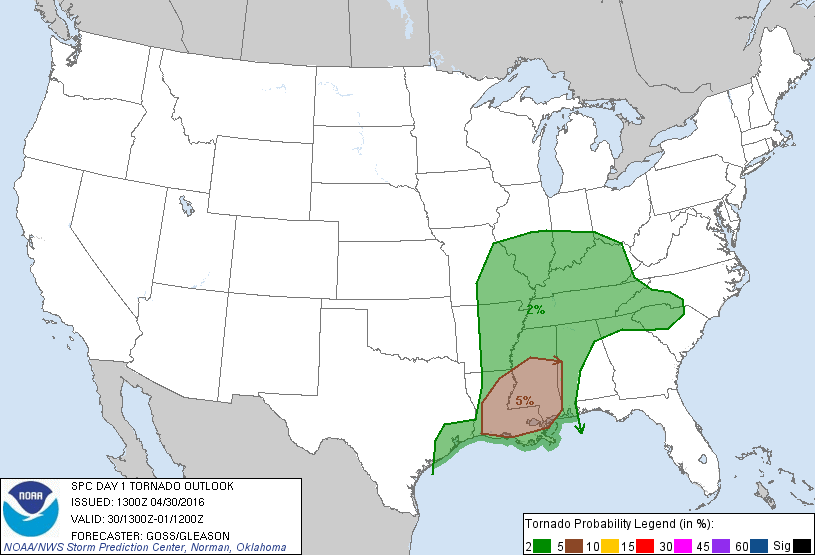 2%
5%
NOAA
SPC DAY 1 TORNADO OUTLOOK
ISSUED: 1300Z 04/30/2016
VALID: 30/1300Z-01/1200Z
FORECASTER: GOSS/GLEASON
NOAA/NWS Storm Prediction Center, Norman, Oklahoma
Tornado Probability Legend (in %):
2 5 10 15 30 45 60 Sig